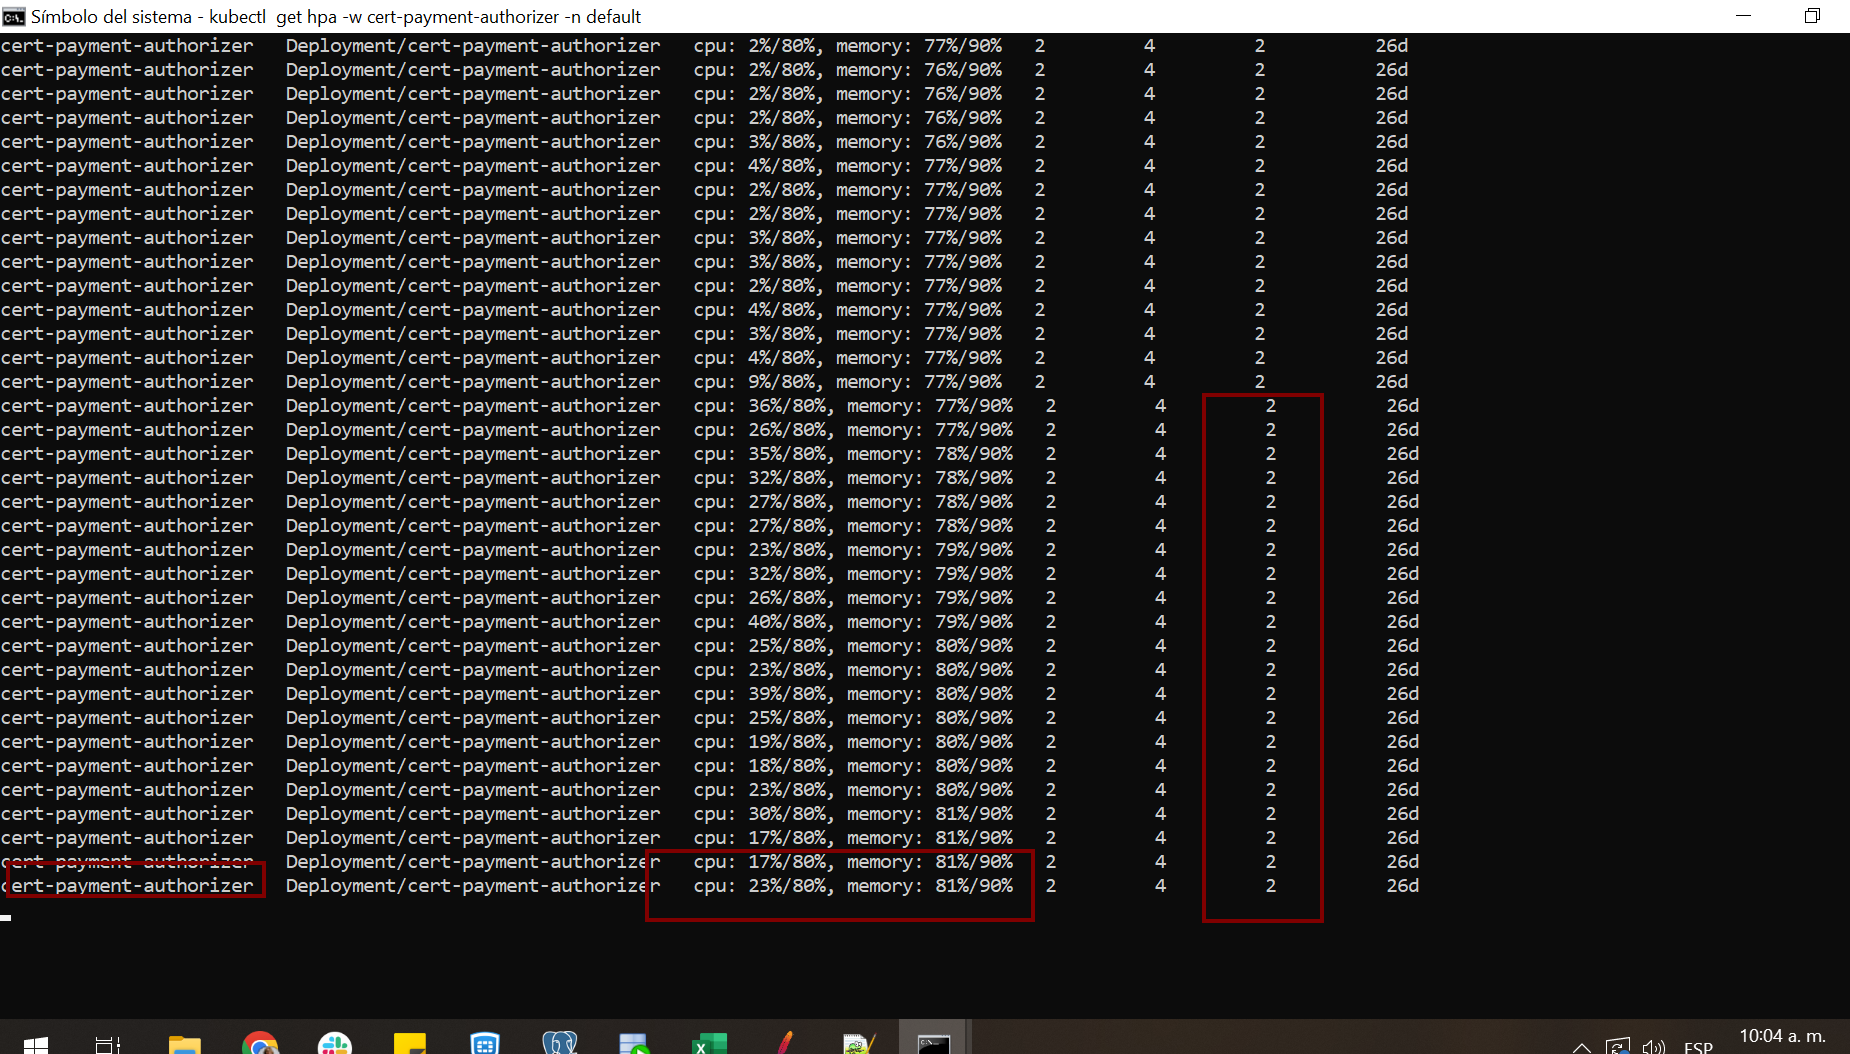 Símbolo del sistema - kubectl  get hpa -w cert-payment-authorizer -n default
cert-payment-authorizer   Deployment/cert-payment-authorizer   cpu: 2%/80%, memory: 77%/90%   2         4         2         26d
cert-payment-authorizer   Deployment/cert-payment-authorizer   cpu: 2%/80%, memory: 76%/90%   2         4         2         26d
cert-payment-authorizer   Deployment/cert-payment-authorizer   cpu: 2%/80%, memory: 76%/90%   2         4         2         26d
cert-payment-authorizer   Deployment/cert-payment-authorizer   cpu: 2%/80%, memory: 76%/90%   2         4         2         26d
cert-payment-authorizer   Deployment/cert-payment-authorizer   cpu: 3%/80%, memory: 76%/90%   2         4         2         26d
cert-payment-authorizer   Deployment/cert-payment-authorizer   cpu: 4%/80%, memory: 77%/90%   2         4         2         26d
cert-payment-authorizer   Deployment/cert-payment-authorizer   cpu: 2%/80%, memory: 77%/90%   2         4         2         26d
cert-payment-authorizer   Deployment/cert-payment-authorizer   cpu: 2%/80%, memory: 77%/90%   2         4         2         26d
cert-payment-authorizer   Deployment/cert-payment-authorizer   cpu: 3%/80%, memory: 77%/90%   2         4         2         26d
cert-payment-authorizer   Deployment/cert-payment-authorizer   cpu: 3%/80%, memory: 77%/90%   2         4         2         26d
cert-payment-authorizer   Deployment/cert-payment-authorizer   cpu: 2%/80%, memory: 77%/90%   2         4         2         26d
cert-payment-authorizer   Deployment/cert-payment-authorizer   cpu: 4%/80%, memory: 77%/90%   2         4         2         26d
cert-payment-authorizer   Deployment/cert-payment-authorizer   cpu: 3%/80%, memory: 77%/90%   2         4         2         26d
cert-payment-authorizer   Deployment/cert-payment-authorizer   cpu: 4%/80%, memory: 77%/90%   2         4         2         26d
cert-payment-authorizer   Deployment/cert-payment-authorizer   cpu: 9%/80%, memory: 77%/90%   2         4         2         26d
cert-payment-authorizer   Deployment/cert-payment-authorizer   cpu: 36%/80%, memory: 77%/90%   2         4         2         26d
cert-payment-authorizer   Deployment/cert-payment-authorizer   cpu: 26%/80%, memory: 77%/90%   2         4         2         26d
cert-payment-authorizer   Deployment/cert-payment-authorizer   cpu: 35%/80%, memory: 78%/90%   2         4         2         26d
cert-payment-authorizer   Deployment/cert-payment-authorizer   cpu: 32%/80%, memory: 78%/90%   2         4         2         26d
cert-payment-authorizer   Deployment/cert-payment-authorizer   cpu: 27%/80%, memory: 78%/90%   2         4         2         26d
cert-payment-authorizer   Deployment/cert-payment-authorizer   cpu: 27%/80%, memory: 78%/90%   2         4         2         26d
cert-payment-authorizer   Deployment/cert-payment-authorizer   cpu: 23%/80%, memory: 79%/90%   2         4         2         26d
cert-payment-authorizer   Deployment/cert-payment-authorizer   cpu: 32%/80%, memory: 79%/90%   2         4         2         26d
cert-payment-authorizer   Deployment/cert-payment-authorizer   cpu: 26%/80%, memory: 79%/90%   2         4         2         26d
cert-payment-authorizer   Deployment/cert-payment-authorizer   cpu: 40%/80%, memory: 79%/90%   2         4         2         26d
cert-payment-authorizer   Deployment/cert-payment-authorizer   cpu: 25%/80%, memory: 80%/90%   2         4         2         26d
cert-payment-authorizer   Deployment/cert-payment-authorizer   cpu: 23%/80%, memory: 80%/90%   2         4         2         26d
cert-payment-authorizer   Deployment/cert-payment-authorizer   cpu: 39%/80%, memory: 80%/90%   2         4         2         26d
cert-payment-authorizer   Deployment/cert-payment-authorizer   cpu: 25%/80%, memory: 80%/90%   2         4         2         26d
cert-payment-authorizer   Deployment/cert-payment-authorizer   cpu: 19%/80%, memory: 80%/90%   2         4         2         26d
cert-payment-authorizer   Deployment/cert-payment-authorizer   cpu: 18%/80%, memory: 80%/90%   2         4         2         26d
cert-payment-authorizer   Deployment/cert-payment-authorizer   cpu: 23%/80%, memory: 80%/90%   2         4         2         26d
cert-payment-authorizer   Deployment/cert-payment-authorizer   cpu: 30%/80%, memory: 81%/90%   2         4         2         26d
cert-payment-authorizer   Deployment/cert-payment-authorizer   cpu: 17%/80%, memory: 81%/90%   2         4         2         26d
cert-payment-authorizer   Deployment/cert-payment-authorizer   cpu: 17%/80%, memory: 81%/90%   2         4         2         26d
cert-payment-authorizer   Deployment/cert-payment-authorizer   cpu: 23%/80%, memory: 81%/90%   2         4         2         26d
10:04 a. m.
ESP